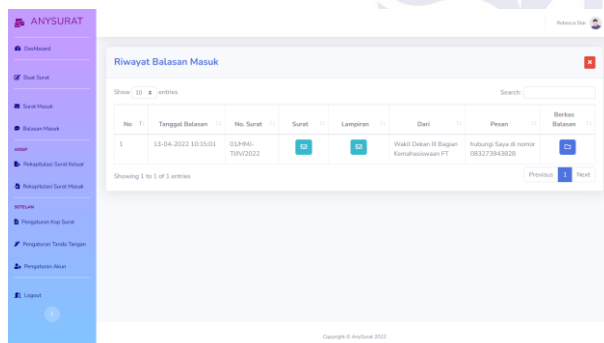 ANYSURAT
Rebecca Star
Dashboard
Buat Surat
Surat Masuk
Balasan Masuk
ARSIP
Rekapitulasi Surat Keluar
Rekapitulasi Surat Masuk
SETELAN
Pengaturan Kop Surat
Pengaturan Tanda Tangan
Pengaturan Akun
Logout
Riwayat Balasan Masuk
Show 10 entries
Search:
No Tanggal Balasan No. Surat Surat Lampiran Dari Pesan Berkas
Balasan
1 13-04-2022 10:15:01 01/HMJ- Wakil Dekan III Bagian hubungi Saya di nomor
TI/IV/2022 Kemahasiswaan FT 083273943828
Showing 1 to 1 of 1 entries
Previous 1 Next
Copyright © AnySurat 2022